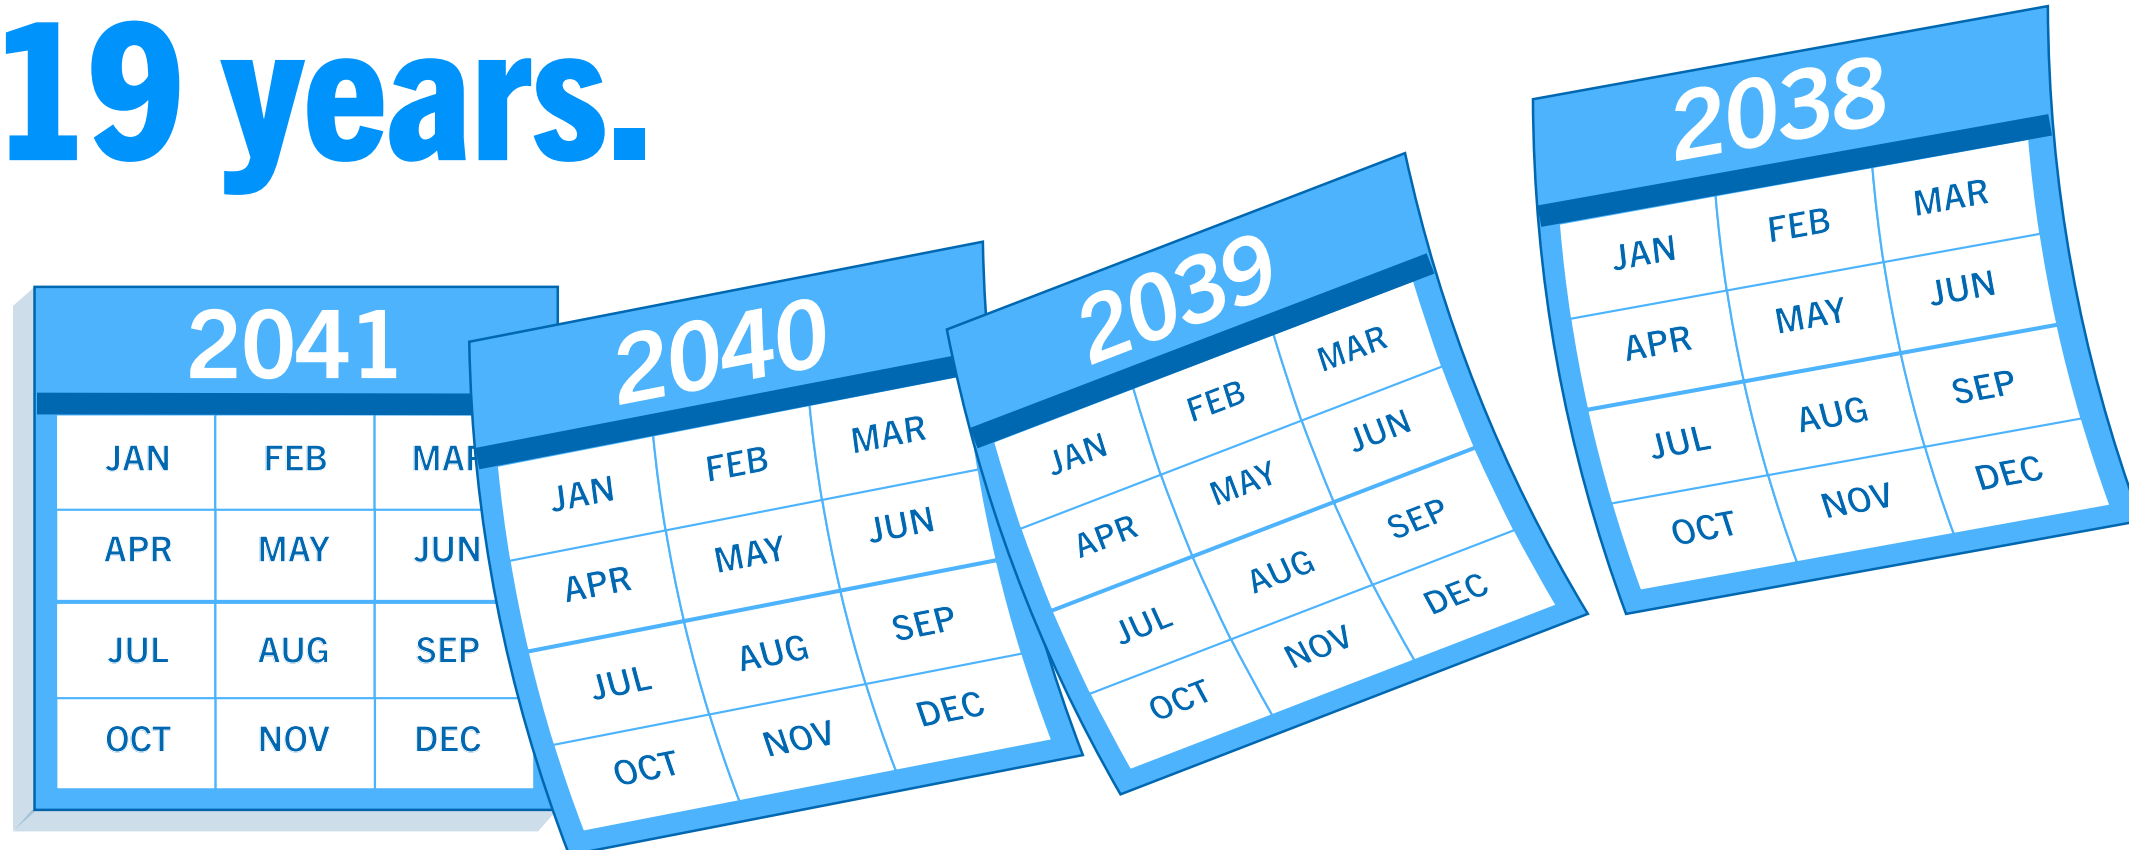 19 years.
2041
JAN FEB MAR
APR MAY JUN
JUL AUG SEP
OCT NOV DEC
2040
JAN FEB MAR
APR MAY JUN
JUL AUG SEP
OCT NOV DEC
2039
JAN FEB MAR
APR MAY JUN
JUL AUG SEP
OCT NOV DEC
2038
JAN FEB MAR
APR MAY JUN
JUL AUG SEP
OCT NOV DEC